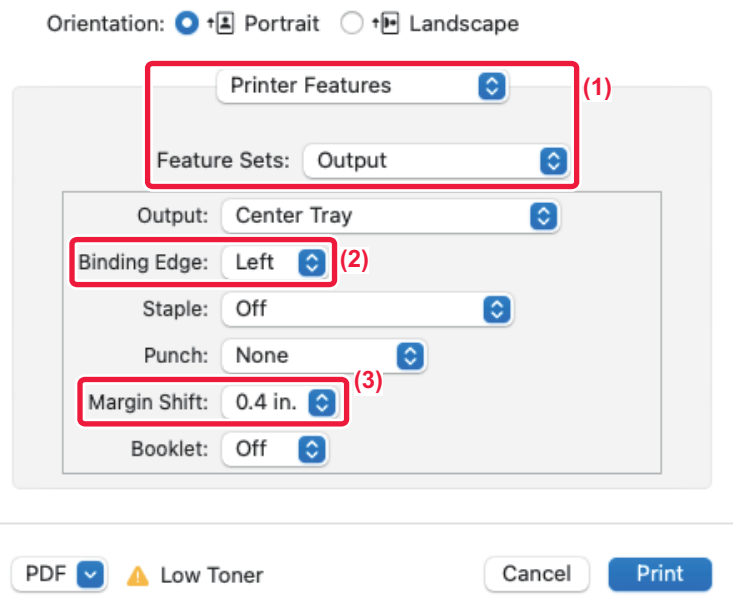 Orientation: Portrait Landscape
Printer Features (1)
Feature Sets: Output
Output: Center Tray
Binding Edge: Left (2)
Staple: Off
Punch: None
(3)
Margin Shift: 0.4 in.
Booklet: Off
PDF Low Toner Cancel Print